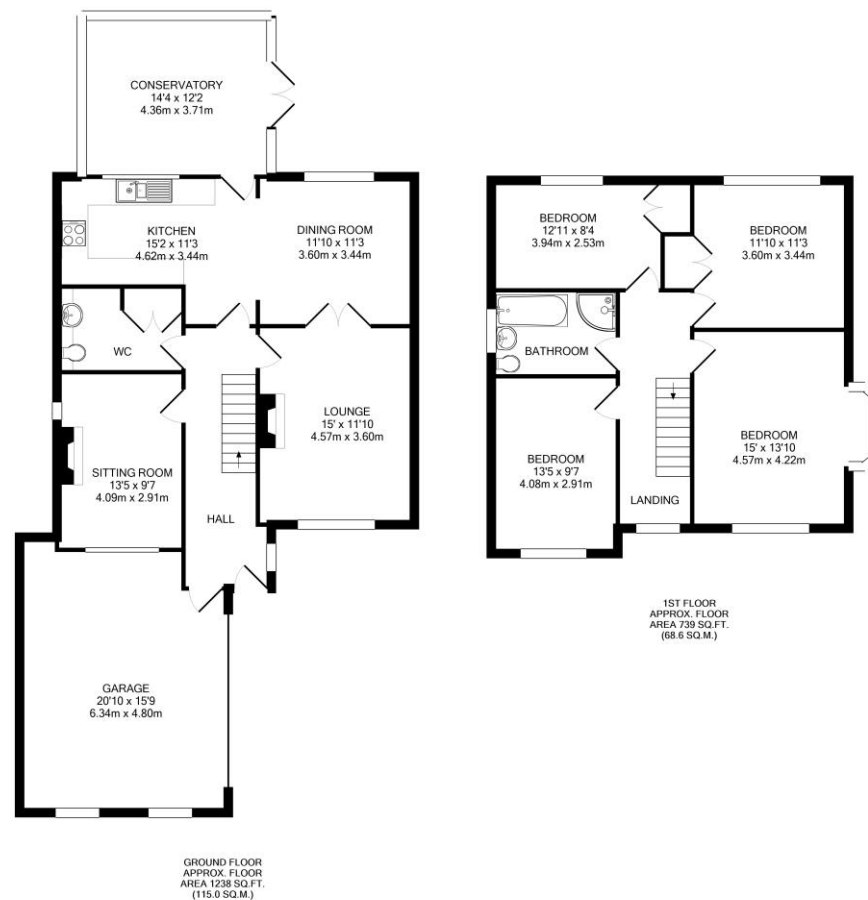 CONSERVATORY
14'4 x 12'2
4.36m x 3.71m
KITCHEN
15'2 x 11'3
4.62m x 3.44m
DINING ROOM
11'10 x 11'3
3.60m x 3.44m
WC
LOUNGE
15' x 11'10
4.57m x 3.60m
SITTING ROOM
13'5 x 9'7
4.09m x 2.91m
HALL
GARAGE
20'10 x 15'9
6.34m x 4.80m
GROUND FLOOR
APPROX. FLOOR
AREA 1238 SQ.FT.
(115.0 SQ.M.)
BEDROOM
12'11 x 8'4
3.94m x 2.53m
BEDROOM
11'10 x 11'3
3.60m x 3.44m
BATHROOM
BEDROOM
13'5 x 9'7
4.08m x 2.91m
BEDROOM
15' x 13'10
4.57m x 4.22m
LANDING
1ST FLOOR
APPROX. FLOOR
AREA 739 SQ.FT.
(68.6 SQ.M.)